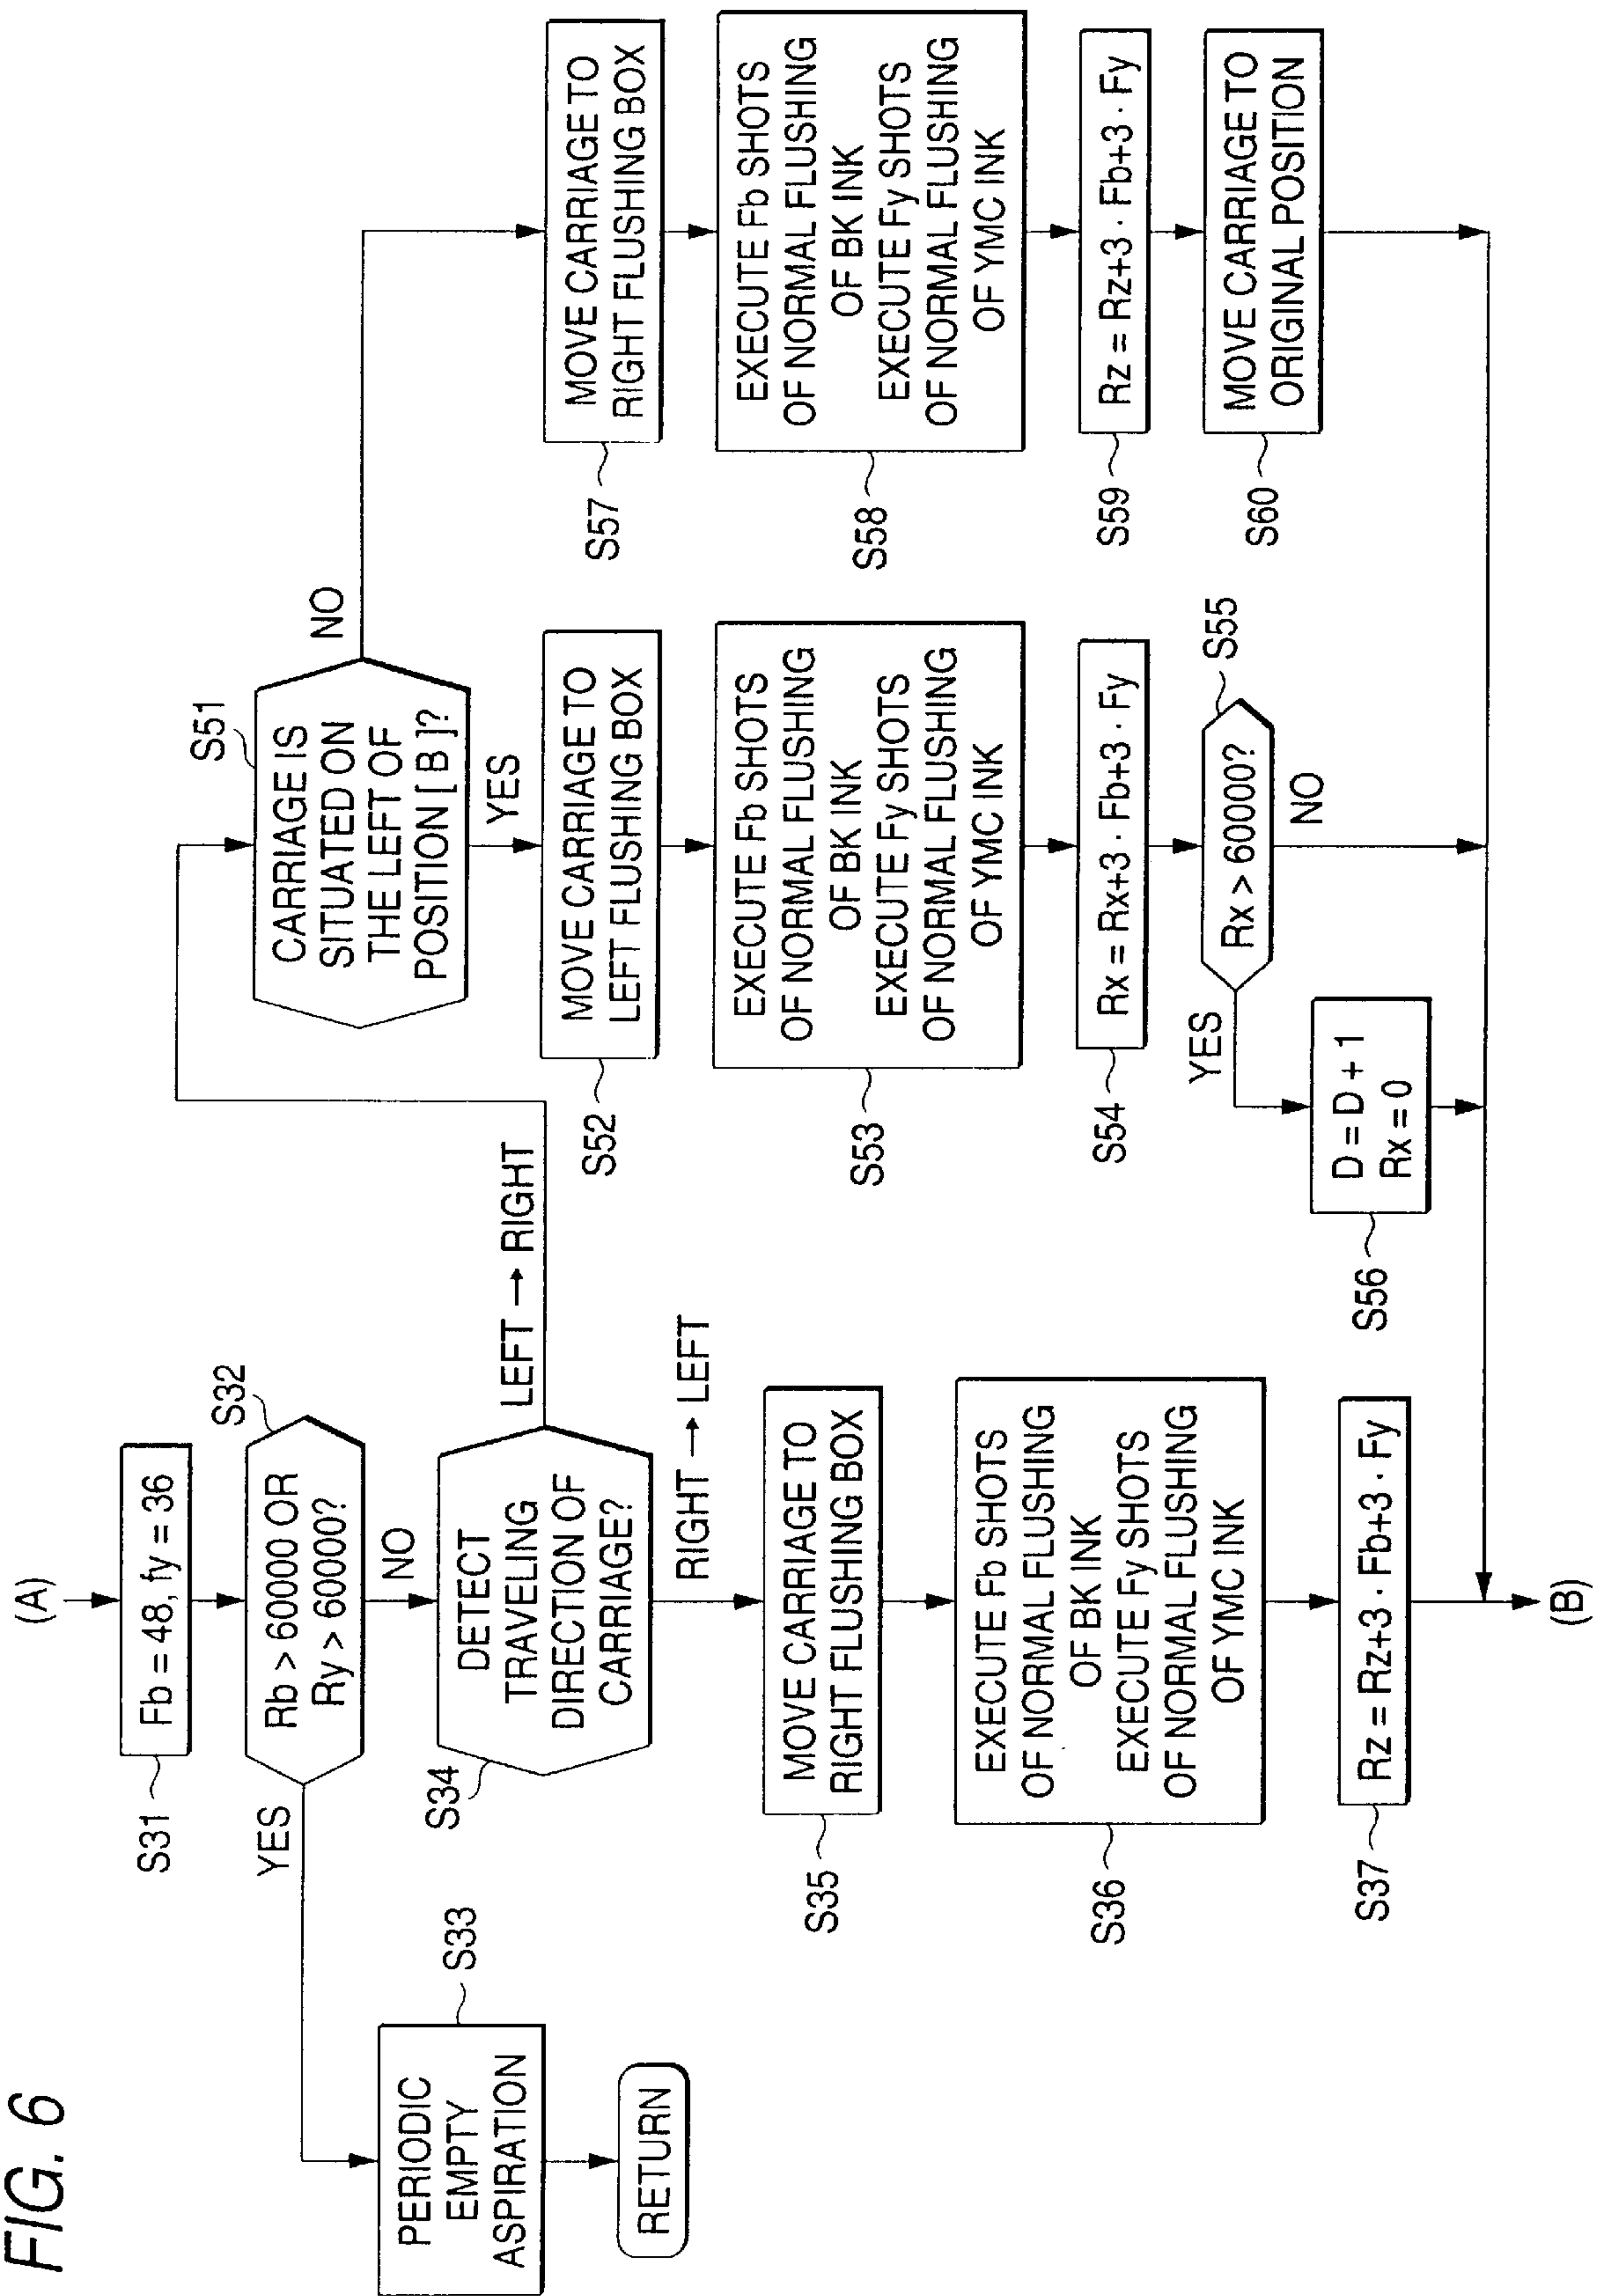 FIG. 6
(A)
S31
Fb = 48, fy = 36
S32
Rb > 60000 OR
Ry > 60000?
YES
NO
S33
PERIODIC
EMPTY
ASPIRATION
RETURN
S34
DETECT
TRAVELING
DIRECTION OF
CARRIAGE?
LEFT → RIGHT
RIGHT → LEFT
S35
MOVE CARRIAGE TO
RIGHT FLUSHING BOX
S36
EXECUTE Fb SHOTS
OF NORMAL FLUSHING
OF BK INK
EXECUTE Fy SHOTS
OF NORMAL FLUSHING
OF YMC INK
S37
Rz = Rz+3 · Fb+3 · Fy
(B)
S51
CARRIAGE IS
SITUATED ON
THE LEFT OF
POSITION [ B ]?
YES
NO
S52
MOVE CARRIAGE TO
LEFT FLUSHING BOX
S53
EXECUTE Fb SHOTS
OF NORMAL FLUSHING
OF BK INK
EXECUTE Fy SHOTS
OF NORMAL FLUSHING
OF YMC INK
S54
Rx = Rx+3 · Fb+3 · Fy
S55
Rx > 60000?
YES
NO
S56
D = D + 1
Rx = 0
S57
MOVE CARRIAGE TO
RIGHT FLUSHING BOX
S58
EXECUTE Fb SHOTS
OF NORMAL FLUSHING
OF BK INK
EXECUTE Fy SHOTS
OF NORMAL FLUSHING
OF YMC INK
S59
Rz = Rz+3 · Fb+3 · Fy
S60
MOVE CARRIAGE TO
ORIGINAL POSITION